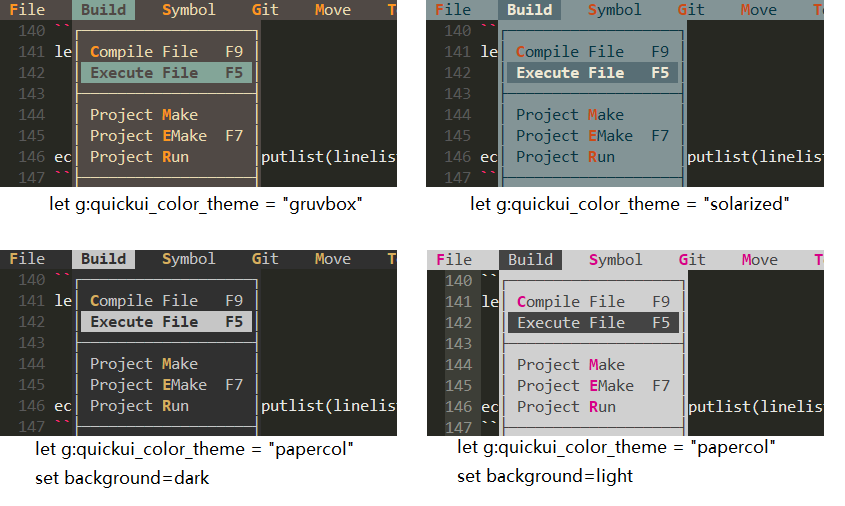 File Build Symbol Git Move T
140 ``
141 le Compile File F9
142 Execute File F5
143
144 Project Make
145 Project EMake F7
146 ec Project Run putlist(linelis
147 ``
let g:quickui_color_theme = "gruvbox"
File Build Symbol Git Move To
140 ``
141 le Compile File F9
142 Execute File F5
143
144 Project Make
145 Project EMake F7
146 ec Project Run putlist(linelis
147 ``
let g:quickui_color_theme = "solarized"
File Build Symbol Git Move T
140 ``
141 le Compile File F9
142 Execute File F5
143
144 Project Make
145 Project EMake F7
146 ec Project Run putlist(linelis
147 ``
let g:quickui_color_theme = "papercol"
set background=dark
File Build Symbol Git Move T
140 ``
141 le Compile File F9
142 Execute File F5
143
144 Project Make
145 Project EMake F7
146 ec Project Run putlist(linelis
147 ``
let g:quickui_color_theme = "papercol"
set background=light